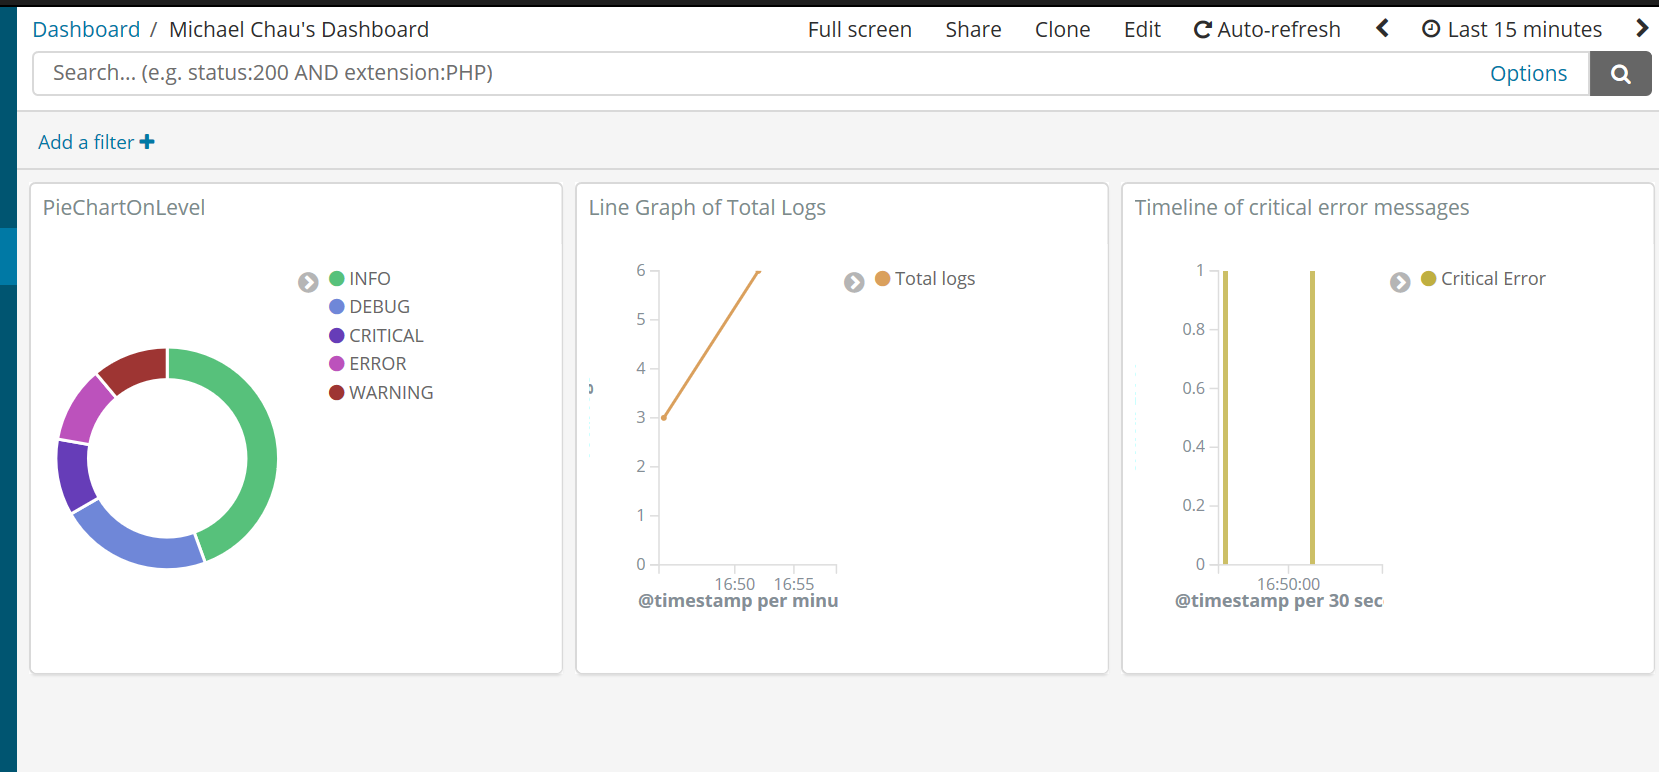 Dashboard / Michael Chau's Dashboard
Full screen Share Clone Edit Auto-refresh Last 15 minutes
Search... (e.g. status:200 AND extension:PHP)
Options
Add a filter
PieChartOnLevel
INFO
DEBUG
CRITICAL
ERROR
WARNING
Line Graph of Total Logs
6
5
4
3
2
1
0
16:50 16:55
@timestamp per minu
Total logs
Timeline of critical error messages
1
0.8
0.6
0.4
0.2
0
16:50:00
@timestamp per 30 sec
Critical Error